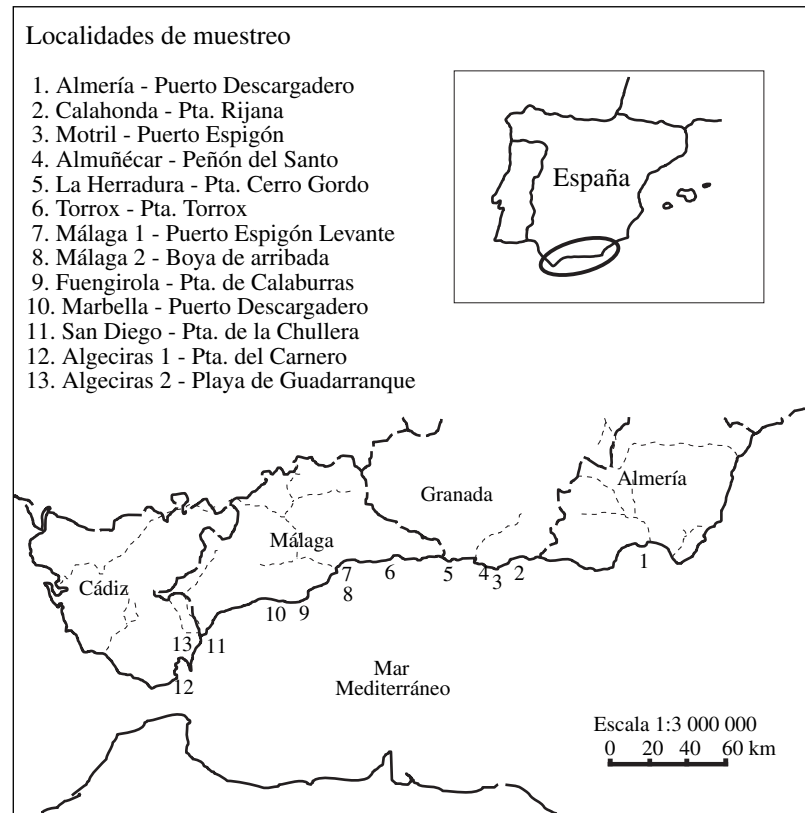 Localidades de muestreo
1. Almería - Puerto Descargadero
2. Calahonda - Pta. Rijana
3. Motril - Puerto Espigón
4. Almuñécar - Peñón del Santo
5. La Herradura - Pta. Cerro Gordo
6. Torrox - Pta. Torrox
7. Málaga 1 - Puerto Espigón Levante
8. Málaga 2 - Boya de arribada
9. Fuengirola - Pta. de Calaburras
10. Marbella - Puerto Descargadero
11. San Diego - Pta. de la Chullera
12. Algeciras 1 - Pta. del Carnero
13. Algeciras 2 - Playa de Guadarranque
España
Almería
Granada
Málaga
Cádiz
1
2
3
4
5
6
7
8
9
10
11
13
12
Mar
Mediterráneo
Escala 1:3 000 000
0 20 40 60 km